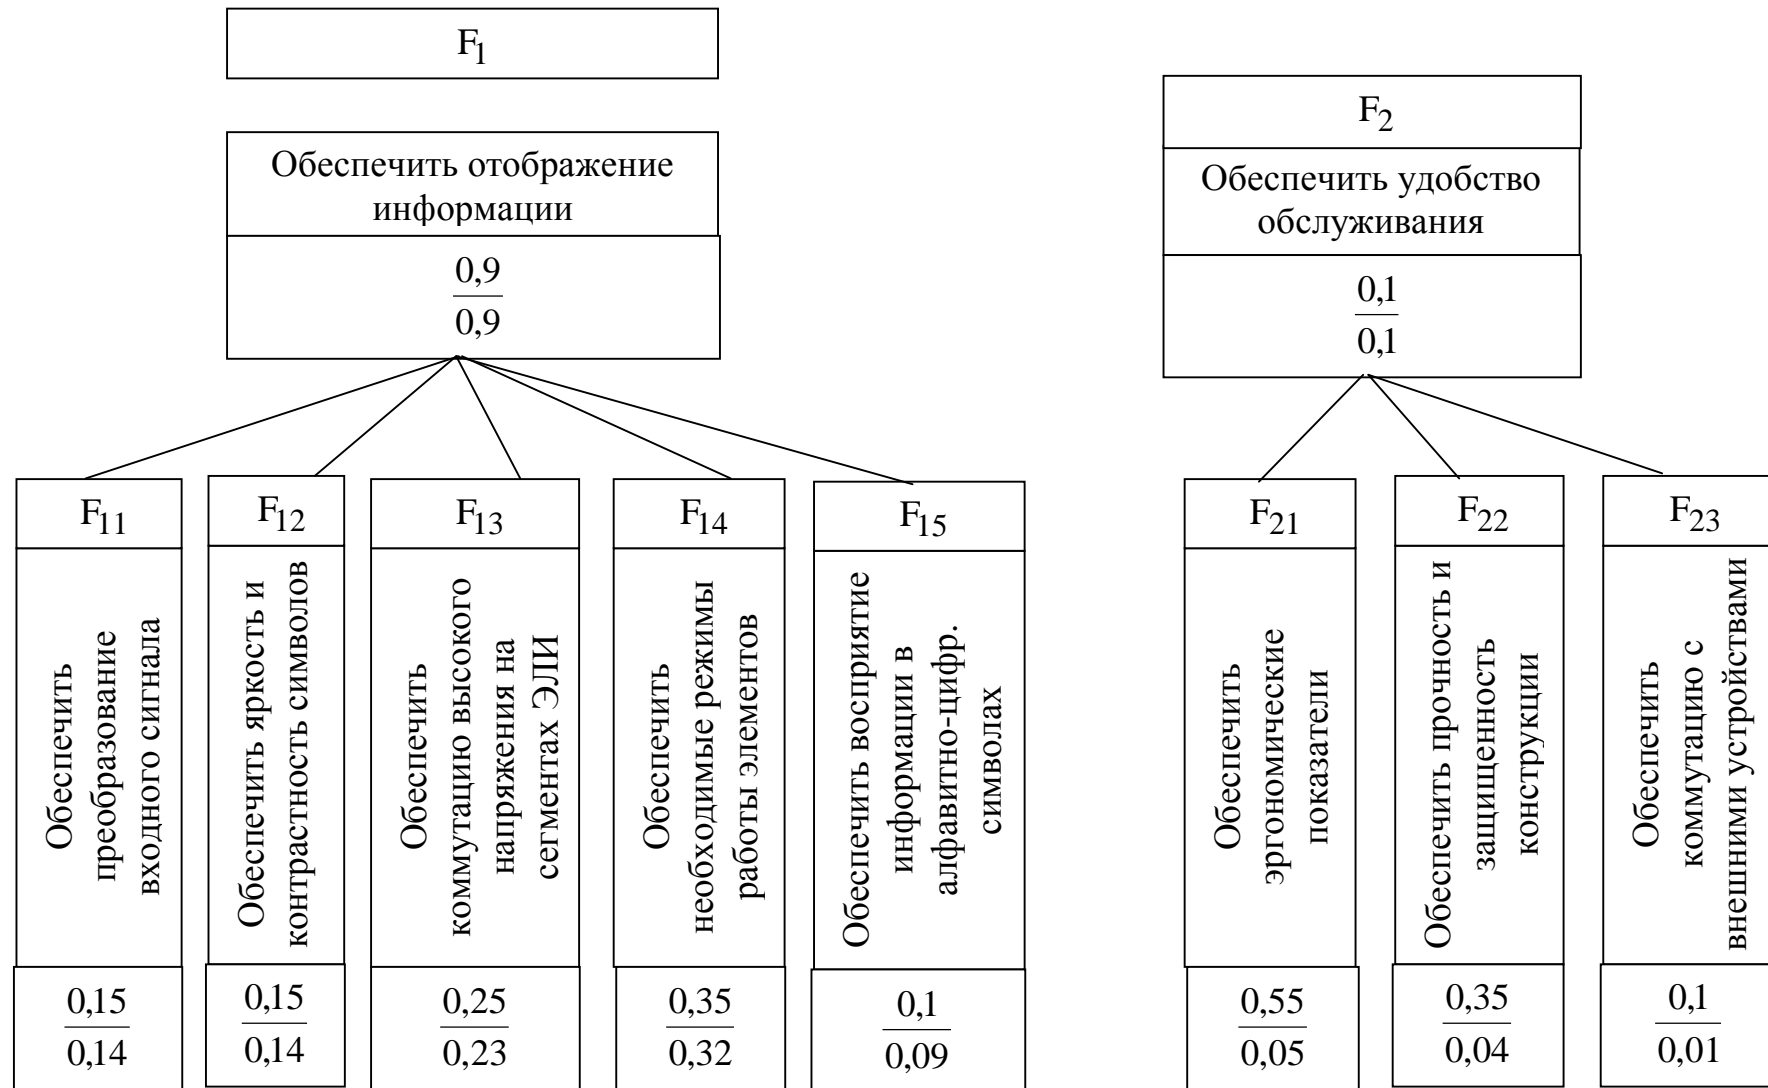 F1
Обеспечить отображение
информации
0,9
0,9
F2
Обеспечить удобство
обслуживания
0,1
0,1
F11
Обеспечить
преобразование
входного сигнала
0,15
0,14
F12
Обеспечить яркость и
контрастность символов
0,15
0,14
F13
Обеспечить
коммутацию высокого
напряжения на
сегментах ЭЛИ
0,25
0,23
F14
Обеспечить
необходимые режимы
работы элементов
0,35
0,32
F15
Обеспечить восприятие
информации в
алфавитно-цифр.
символах
0,1
0,09
F21
Обеспечить
эргономические
показатели
0,55
0,05
F22
Обеспечить прочность и
защищенность
конструкции
0,35
0,04
F23
Обеспечить
коммутацию с
внешними устройствами
0,1
0,01